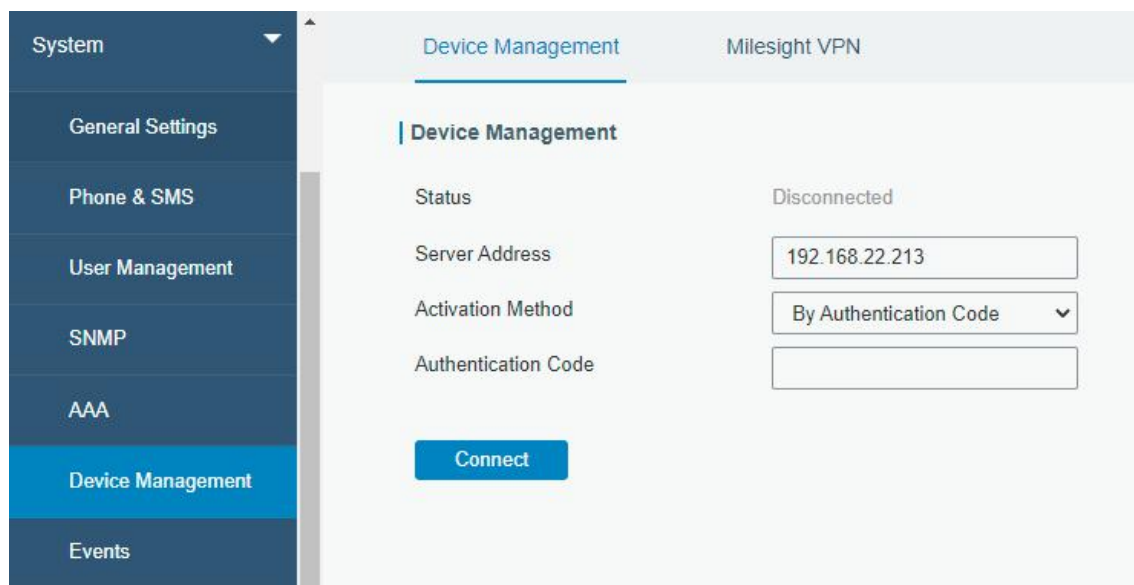 System
General Settings
Phone & SMS
User Management
SNMP
AAA
Device Management
Events
Device Management Milesight VPN
Device Management
Status Disconnected
Server Address 192.168.22.213
Activation Method By Authentication Code
Authentication Code
Connect